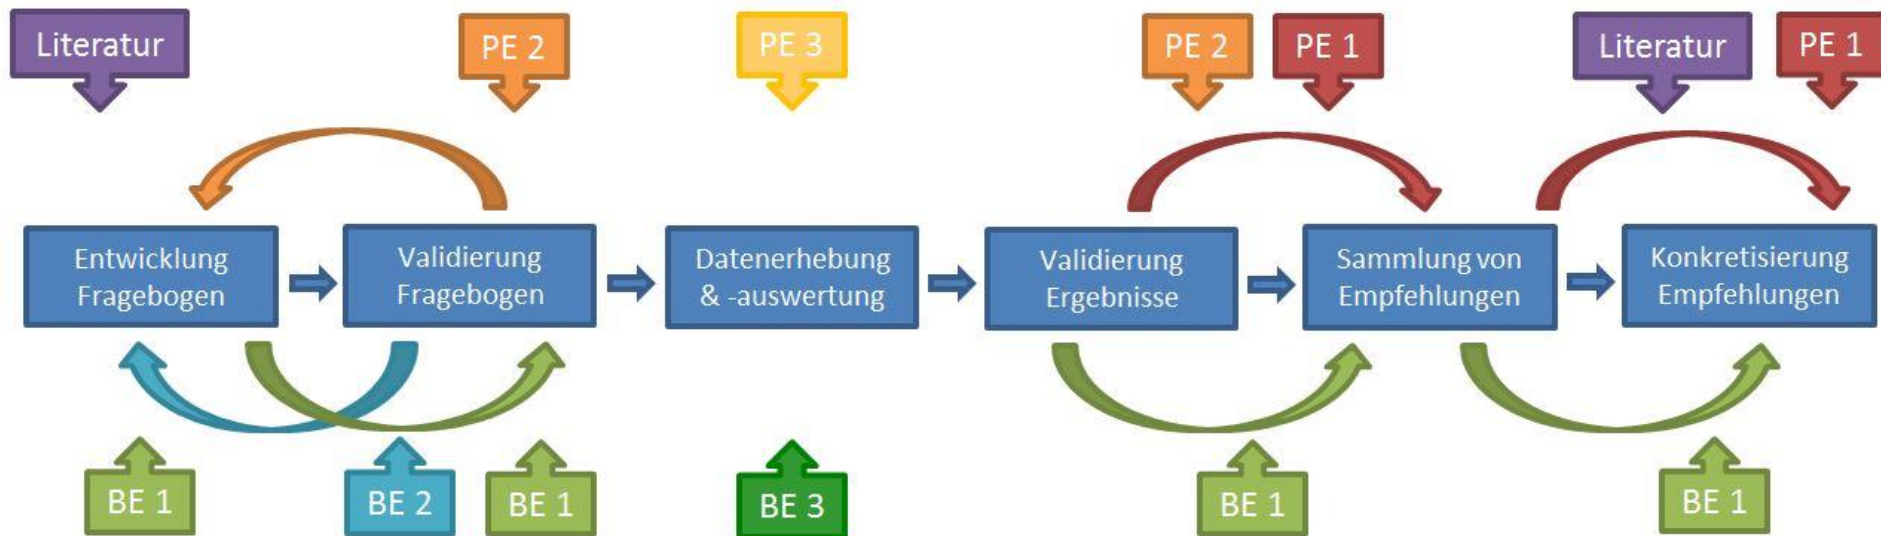 Literatur
PE 2
PE 3
PE 2
PE 1
Literatur
PE 1
Entwicklung
Fragebogen
Validierung
Fragebogen
Datenerhebung
& -auswertung
Validierung
Ergebnisse
Sammlung von
Empfehlungen
Konkretisierung
Empfehlungen
BE 1
BE 2
BE 1
BE 3
BE 1
BE 1